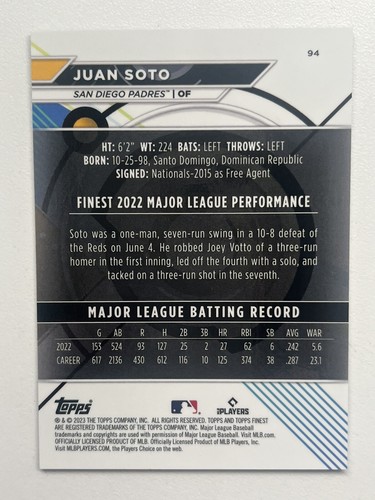 94
JUAN SOTO
SAN DIEGO PADRES™ | OF
HT: 6'2" WT: 224 BATS: LEFT THROWS: LEFT
BORN: 10-25-98, Santo Domingo, Dominican Republic
SIGNED: Nationals-2015 as Free Agent
FINEST 2022 MAJOR LEAGUE PERFORMANCE
Soto was a one-man, seven-run swing in a 10-8 defeat of
the Reds on June 4. He robbed Joey Votto of a three-run
homer in the first inning, led off the fourth with a solo, and
tacked on a three-run shot in the seventh.
MAJOR LEAGUE BATTING RECORD
G AB R H 2B 3B HR RBI SB AVG WAR
2022 153 524 93 127 25 2 27 62 6 .242 5.6
CAREER 617 2136 430 612 116 10 125 374 38 .287 23.1
Topps
PLAYERS
® & © 2023 THE TOPPS COMPANY, INC. ALL RIGHTS RESERVED. TOPPS AND TOPPS FINEST
ARE REGISTERED TRADEMARKS OF THE TOPPS COMPANY, INC. Major League Baseball
trademarks and copyrights are used with permission of Major League Baseball. Visit MLB.com.
OFFICIALLY LICENSED PRODUCT OF MLB. Officially Licensed Product of MLB Players, Inc.
Visit MLBPLAYERS.com, the Players Choice on the web.